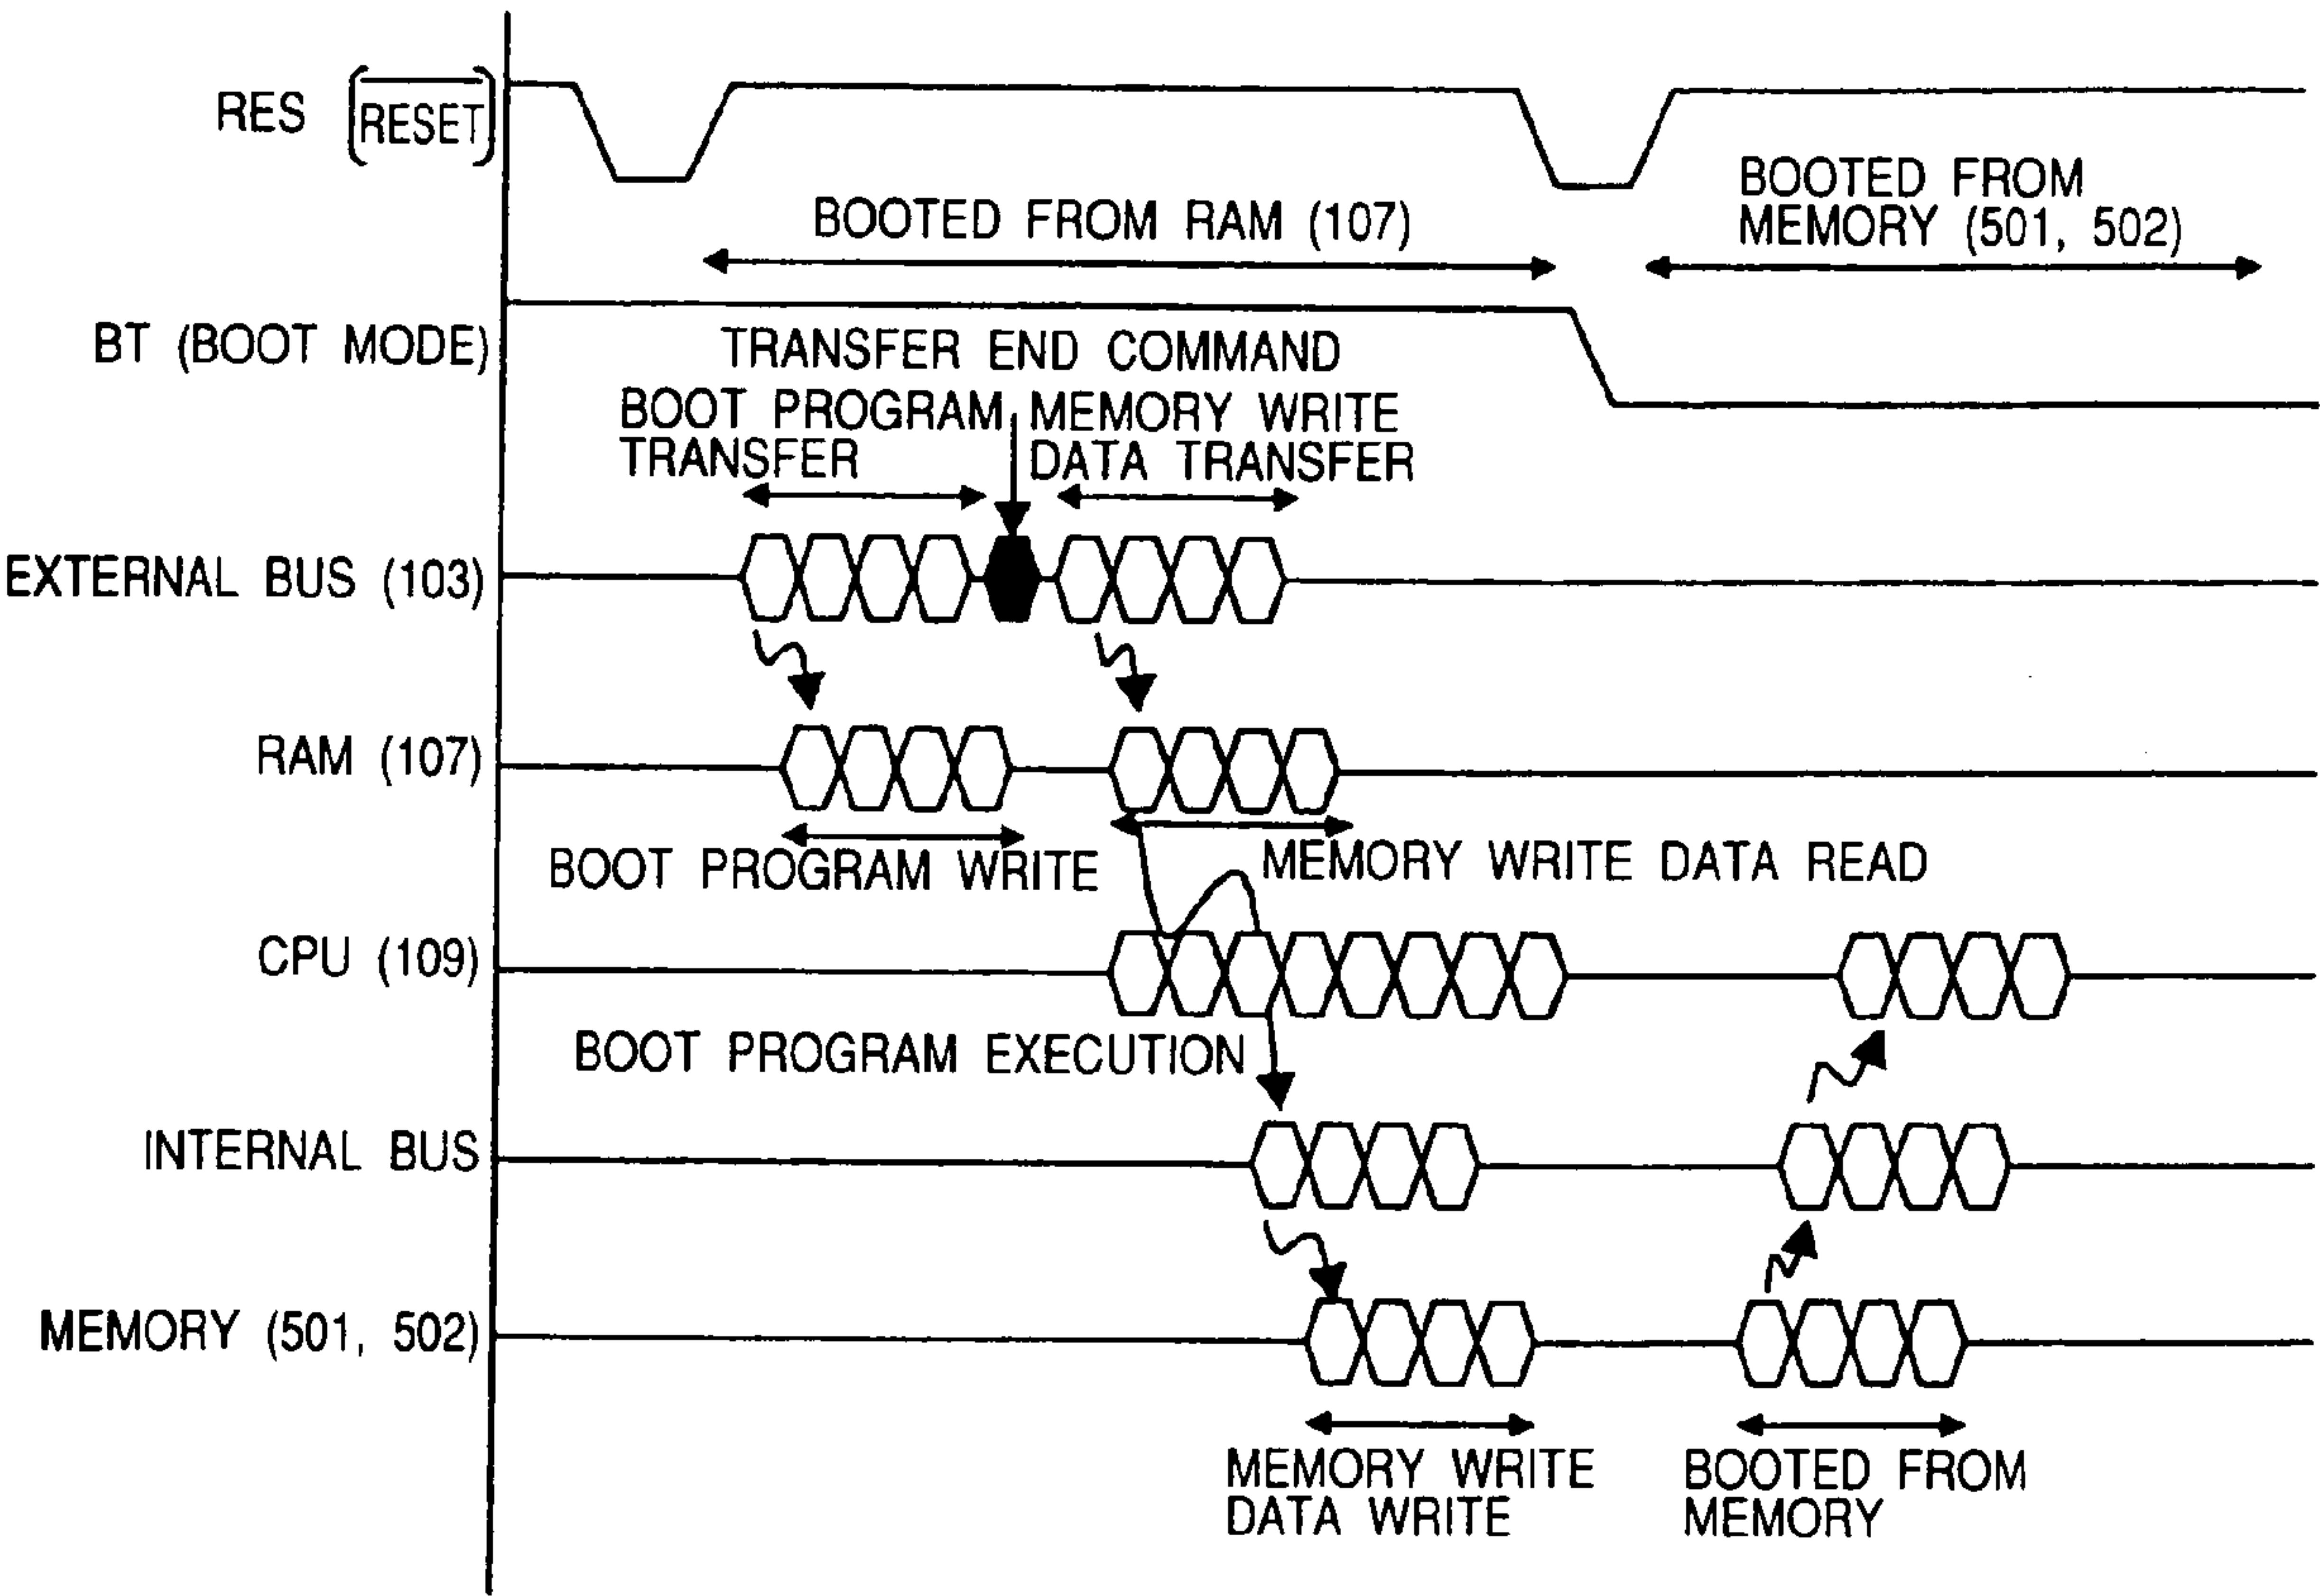 RES (RESET)
BOOTED FROM
MEMORY (501, 502)
BOOTED FROM RAM (107)
BT (BOOT MODE)
TRANSFER END COMMAND
BOOT PROGRAM
TRANSFER
MEMORY WRITE
DATA TRANSFER
EXTERNAL BUS (103)
RAM (107)
BOOT PROGRAM WRITE
MEMORY WRITE DATA READ
CPU (109)
BOOT PROGRAM EXECUTION
INTERNAL BUS
MEMORY (501, 502)
MEMORY WRITE
DATA WRITE
BOOTED FROM
MEMORY